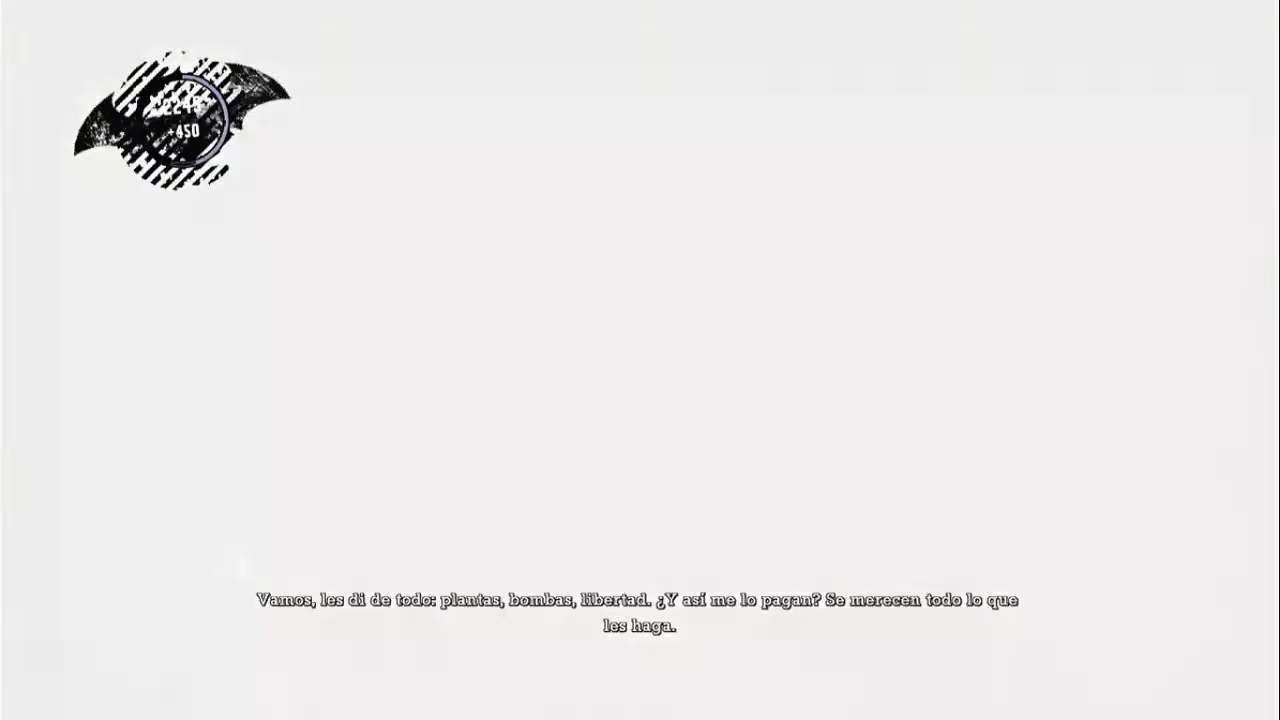 +450
Vamos, les di de todo: plantas, bombas, libertad. ¿Y así me lo pagan? Se merecen todo lo que
les haga.